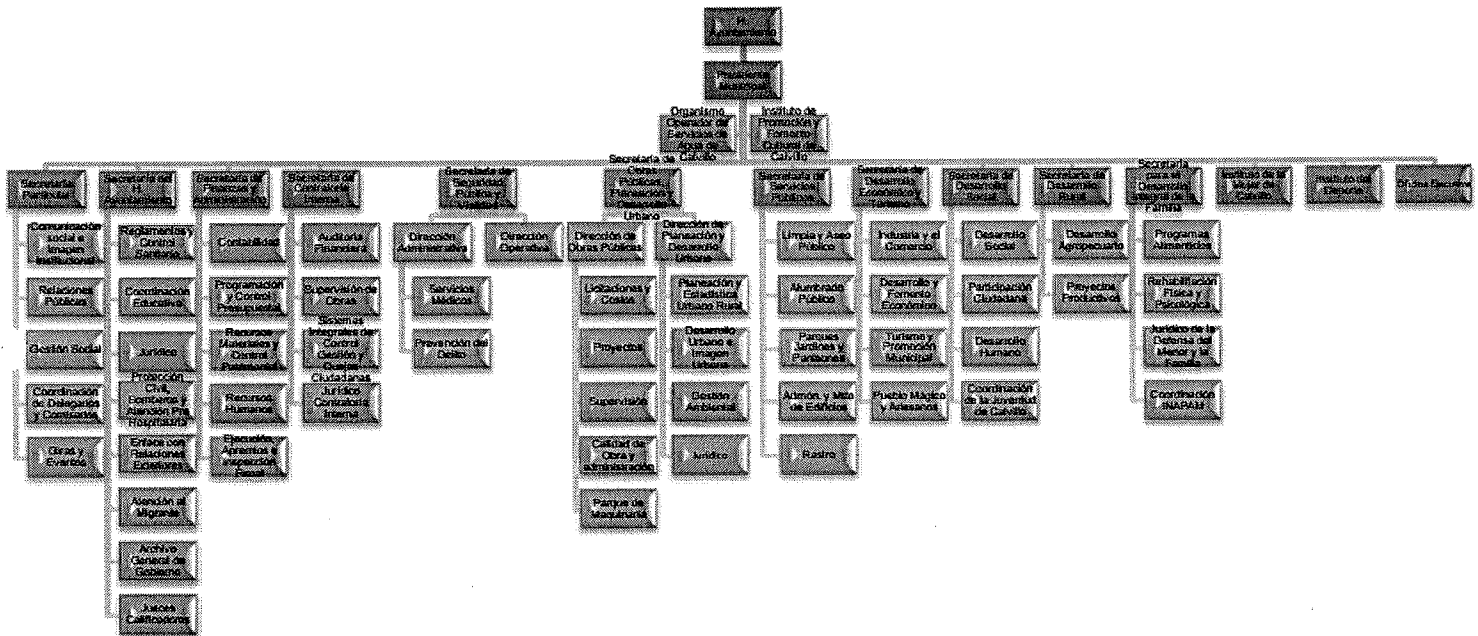 H.
Ayuntamiento
Presidente
Municipal
Organismo
Operador de
Servicios de
Agua de
Calvillo
Instituto de
Promoción y
Fomento
Cultural de
Calvillo
Secretaría
Particular
Secretaría del
H.
Ayuntamiento
Secretaría de
Finanzas y
Administración
Secretaría de
Contraloría
Interna
Secretaría de
Seguridad
Pública y
Vialidad
Secretaría de
Obras
Públicas,
Planeación y
Desarrollo
Urbano
Secretaría de
Servicios
Públicos
Secretaría de
Desarrollo
Económico y
Turismo
Secretaría de
Desarrollo
Social
Secretaría de
Desarrollo
Rural
Secretaría
para el
Desarrollo
Integral de la
Familia
Instituto de la
Mujer de
Calvillo
Instituto del
Deporte
Oficina
Comunicación
social e
Imagen
Institucional
Relaciones
Públicas
Gestión Social
Coordinación
de Delegados
y Comisarios
Giras y
Eventos
Reglamentos y
Control
Sanitario
Coordinación
Educativa
Jurídico
Protección
Civil,
Bomberos y
Atención Pre
Hospitalaria
Enlace con
Relaciones
Exteriores
Atención al
Migrante
Archivo
General de
Gobierno
Jueces
Calificadores
Contabilidad
Programación
y Control
Presupuestal
Recursos
Materiales y
Control
Patrimonial
Recursos
Humanos
Ejecución,
Apremios e
Inspección
Fiscal
Auditoría
Financiera
Supervisión de
Obras
Sistemas
Integrales de
Control
Gestión y
Quejas
Ciudadanas
Jurídico
Contraloría
Interna
Dirección
Administrativa
Servicios
Médicos
Prevención del
Delito
Dirección
Operativa
Dirección de
Obras Públicas
Licitaciones y
Costos
Proyectos
Supervisión
Calidad de
Obra y
administración
Parque de
Maquinaria
Dirección de
Planeación y
Desarrollo
Urbano
Planeación y
Estadística
Urbano Rural
Desarrollo
Urbano e
Imagen
Urbana
Gestión
Ambiental
Jurídico
Limpia y Aseo
Público
Alumbrado
Público
Parques
Jardines y
Panteones
Admón. y Mtto
de Edificios
Rastro
Industria y el
Comercio
Desarrollo y
Fomento
Económico
Turismo y
Promoción
Municipal
Pueblo Mágico
y Artesanos
Desarrollo
Social
Participación
Ciudadana
Desarrollo
Humano
Coordinación
de la Juventud
de Calvillo
Desarrollo
Agropecuario
Proyectos
Productivos
Programas
Alimenticios
Rehabilitación
Física y
Psicológica
Jurídico de la
Defensa del
Menor y la
Familia
Coordinación
INAPAM